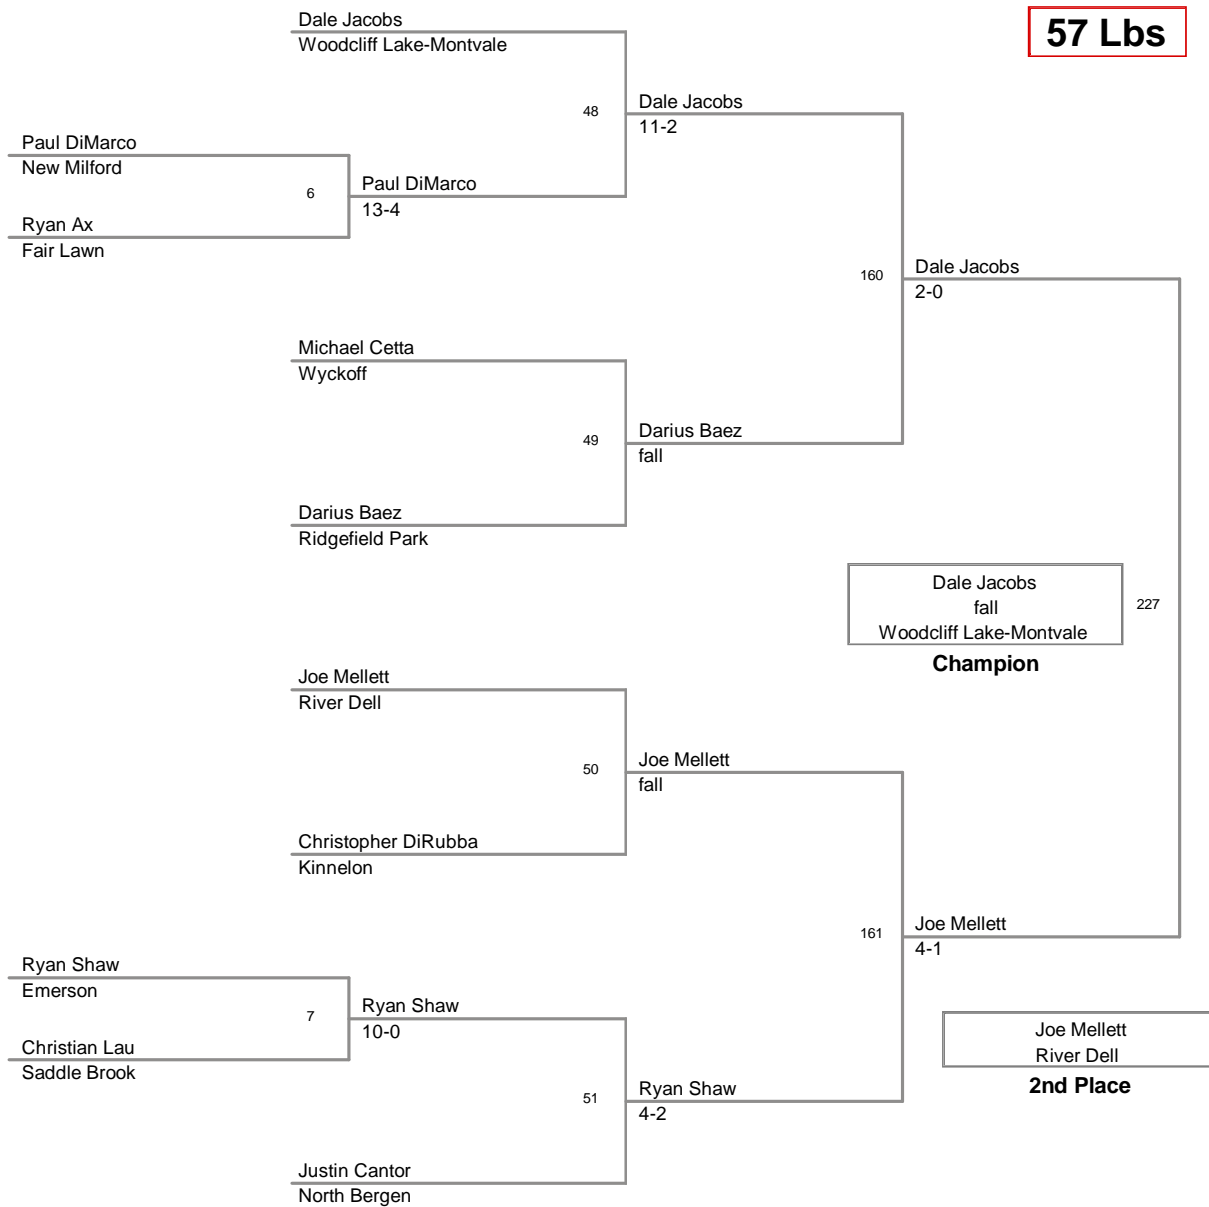 57 Lbs
Dale Jacobs
Woodcliff Lake-Montvale
48
Dale Jacobs
11-2
Paul DiMarco
New Milford
6
Paul DiMarco
13-4
Ryan Ax
Fair Lawn
160
Dale Jacobs
2-0
Michael Cetta
Wyckoff
49
Darius Baez
fall
Darius Baez
Ridgefield Park
Dale Jacobs
fall
Woodcliff Lake-Montvale
227
Champion
Joe Mellett
River Dell
50
Joe Mellett
fall
Christopher DiRubba
Kinnelon
161
Joe Mellett
4-1
Ryan Shaw
Emerson
7
Ryan Shaw
10-0
Christian Lau
Saddle Brook
Joe Mellett
River Dell
2nd Place
51
Ryan Shaw
4-2
Justin Cantor
North Bergen